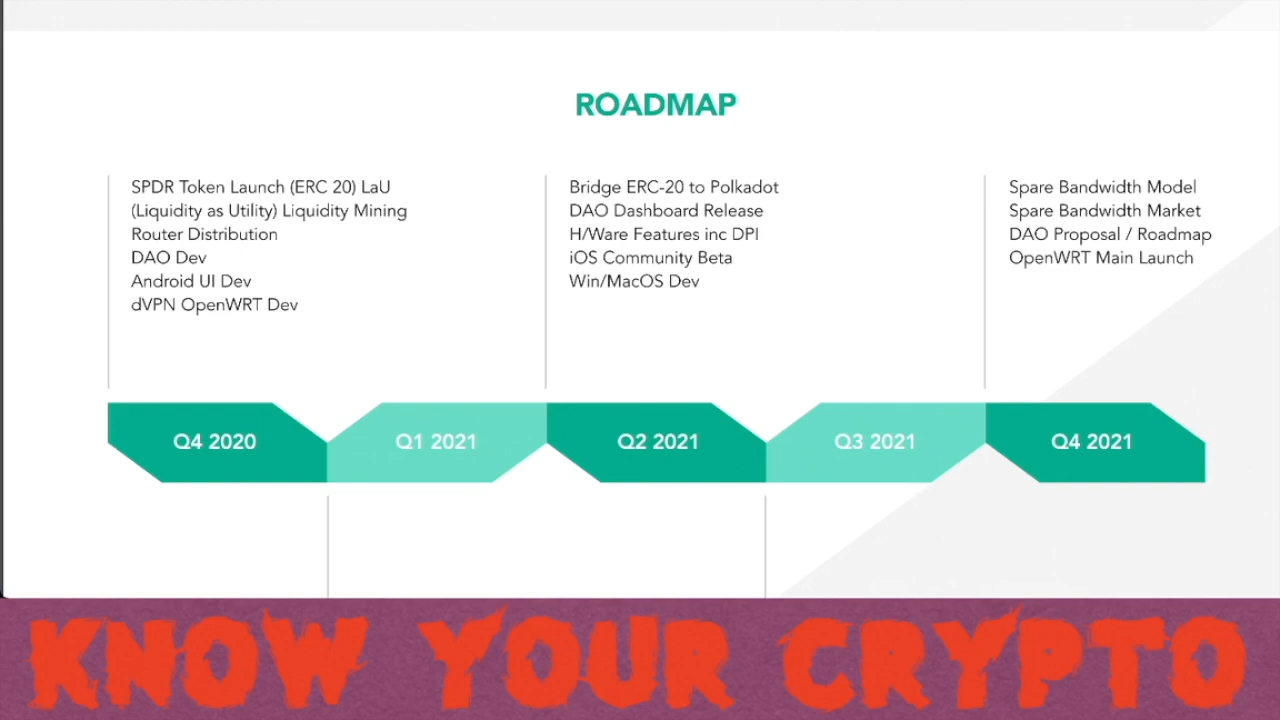 ROADMAP
SPDR Token Launch (ERC 20) LaU
(Liquidity as Utility) Liquidity Mining
Router Distribution
DAO Dev
Android UI Dev
dVPN OpenWRT Dev
Bridge ERC-20 to Polkadot
DAO Dashboard Release
H/Ware Features inc DPI
iOS Community Beta
Win/MacOS Dev
Spare Bandwidth Model
Spare Bandwidth Market
DAO Proposal / Roadmap
OpenWRT Main Launch
Q4 2020
Q1 2021
Q2 2021
Q3 2021
Q4 2021
KNOW YOUR CRYPTO